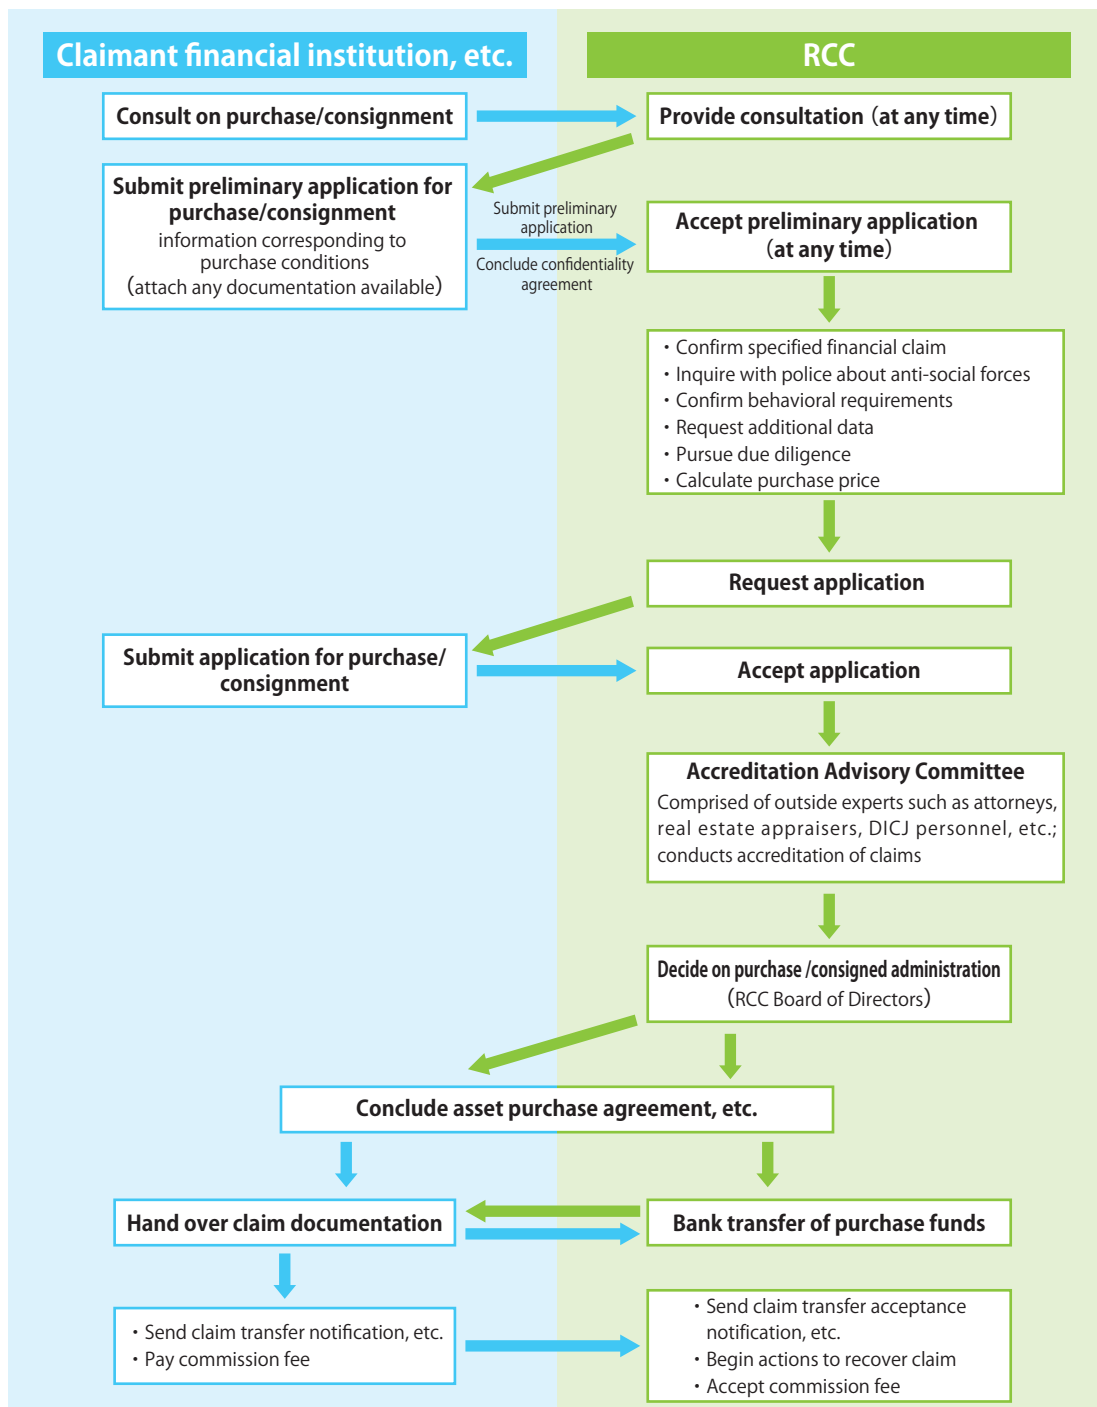 Claimant financial institution, etc.
RCC
Consult on purchase/consignment
Provide consultation (at any time)
Submit preliminary application for
purchase/consignment
information corresponding to
purchase conditions
(attach any documentation available)
Submit preliminary
application
Conclude confidentiality
agreement
Accept preliminary application
(at any time)
・Confirm specified financial claim
・Inquire with police about anti-social forces
・Confirm behavioral requirements
・Request additional data
・Pursue due diligence
・Calculate purchase price
Request application
Submit application for purchase/
consignment
Accept application
Accreditation Advisory Committee
Comprised of outside experts such as attorneys,
real estate appraisers, DICJ personnel, etc.;
conducts accreditation of claims
Decide on purchase /consigned administration
(RCC Board of Directors)
Conclude asset purchase agreement, etc.
Hand over claim documentation
Bank transfer of purchase funds
・Send claim transfer notification, etc.
・Pay commission fee
・Send claim transfer acceptance
notification, etc.
・Begin actions to recover claim
・Accept commission fee